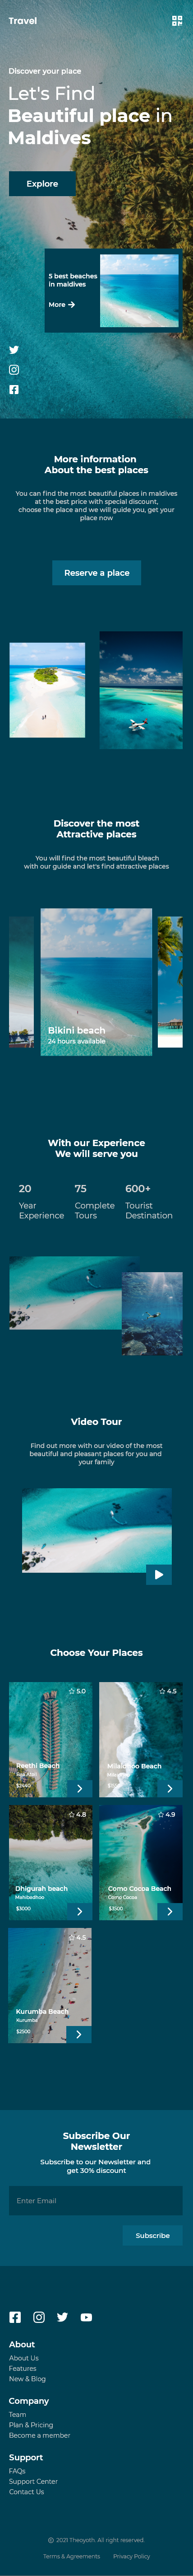 Travel
Discover your place
Let's Find
Beautiful place in
Maldives
Explore
5 best beaches
in maldives
More
More information
About the best places
You can find the most beautiful places in maldives
at the best price with special discount,
choose the place and we will guide you, get your
place now
Reserve a place
Discover the most
Attractive places
You will find the most beautiful bleach
with our guide and let's find attractive places
Bikini beach
24 hours available
With our Experience
We will serve you
20
Year
Experience
75
Complete
Tours
600+
Tourist
Destination
Video Tour
Find out more with our video of the most
beautiful and pleasant places for you and
your family
Choose Your Places
5.0
Reethi Beach
$2499
4.5
Beach
4.8
Dhigurah beach
Mahibadhoo
$3000
4.9
Como Cocoa Beach
Como Cocoa
$3500
4.5
Kurumba Beach
Kurumba
$2500
Subscribe Our
Newsletter
Subscribe to our Newsletter and
get 30% discount
Enter Email
Subscribe
About
About Us
Features
New & Blog
Company
Team
Plan & Pricing
Become a member
Support
FAQs
Support Center
Contact Us
© 2021 Theoyoth. All right reserved
Terms & Agreements
Privacy Policy